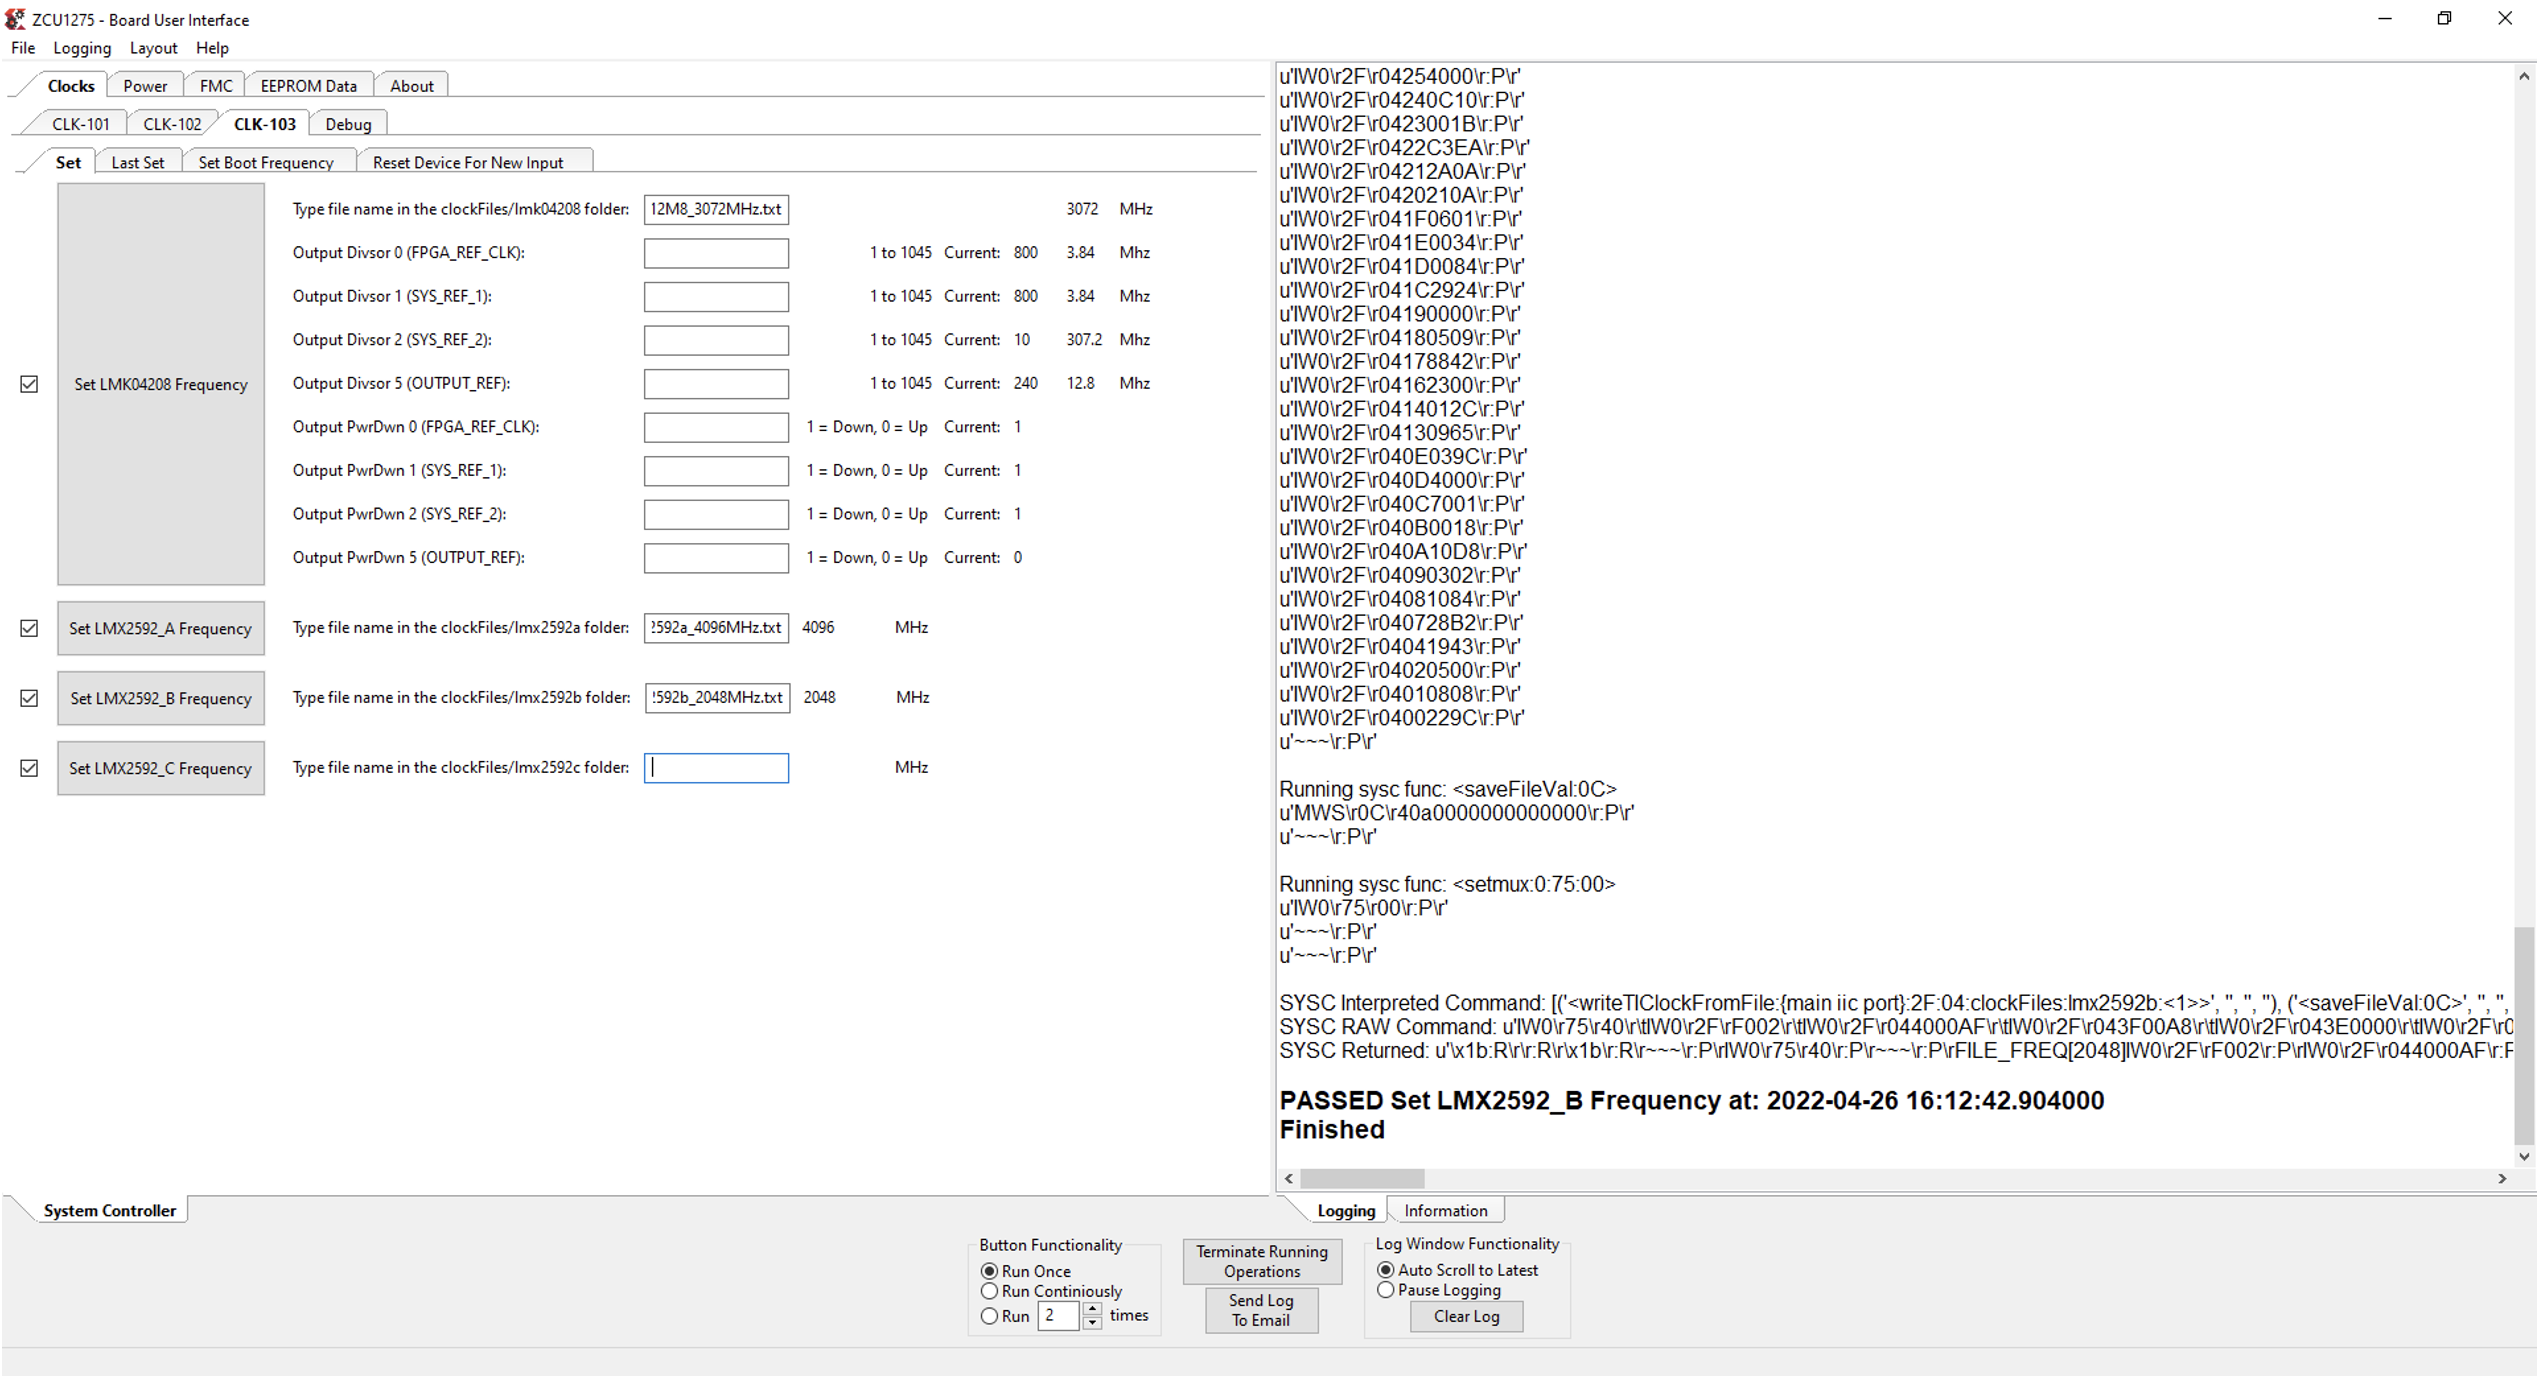 ZCU1275 - Board User Interface
File Logging Layout Help
Clocks Power FMC EEPROM Data About
CLK-101 CLK-102 CLK-103 Debug
Set Last Set Set Boot Frequency Reset Device For New Input
Set LMK04208 Frequency
Type file name in the clockFiles/lmk04208 folder: 12M8_3072MHz.txt 3072 MHz
Output Divsor 0 (FPGA_REF_CLK): 1 to 1045 Current: 800 3.84 Mhz
Output Divsor 1 (SYS_REF_1): 1 to 1045 Current: 800 3.84 Mhz
Output Divsor 2 (SYS_REF_2): 1 to 1045 Current: 10 307.2 Mhz
Output Divsor 5 (OUTPUT_REF): 1 to 1045 Current: 240 12.8 Mhz
Output PwrDwn 0 (FPGA_REF_CLK): 1 = Down, 0 = Up Current: 1
Output PwrDwn 1 (SYS_REF_1): 1 = Down, 0 = Up Current: 1
Output PwrDwn 2 (SYS_REF_2): 1 = Down, 0 = Up Current: 1
Output PwrDwn 5 (OUTPUT_REF): 1 = Down, 0 = Up Current: 0
Set LMX2592_A Frequency Type file name in the clockFiles/lmx2592a folder: 2592a_4096MHz.txt 4096 MHz
Set LMX2592_B Frequency Type file name in the clockFiles/lmx2592b folder: 2592b_2048MHz.txt 2048 MHz
Set LMX2592_C Frequency Type file name in the clockFiles/lmx2592c folder: MHz
System Controller
u'IW0\r2F\r04254000\r:P\r'
u'IW0\r2F\r04240C10\r:P\r'
u'IW0\r2F\r0423001B\r:P\r'
u'IW0\r2F\r0422C3EA\r:P\r'
u'IW0\r2F\r04212A0A\r:P\r'
u'IW0\r2F\r0420210A\r:P\r'
u'IW0\r2F\r041F0601\r:P\r'
u'IW0\r2F\r041E0034\r:P\r'
u'IW0\r2F\r041D0084\r:P\r'
u'IW0\r2F\r041C2924\r:P\r'
u'IW0\r2F\r04190000\r:P\r'
u'IW0\r2F\r04180509\r:P\r'
u'IW0\r2F\r04178842\r:P\r'
u'IW0\r2F\r04162300\r:P\r'
u'IW0\r2F\r0414012C\r:P\r'
u'IW0\r2F\r04130965\r:P\r'
u'IW0\r2F\r040E039C\r:P\r'
u'IW0\r2F\r040D4000\r:P\r'
u'IW0\r2F\r040C7001\r:P\r'
u'IW0\r2F\r040B0018\r:P\r'
u'IW0\r2F\r040A10D8\r:P\r'
u'IW0\r2F\r04090302\r:P\r'
u'IW0\r2F\r04081084\r:P\r'
u'IW0\r2F\r040728B2\r:P\r'
u'IW0\r2F\r04041943\r:P\r'
u'IW0\r2F\r04020500\r:P\r'
u'IW0\r2F\r04010808\r:P\r'
u'IW0\r2F\r0400229C\r:P\r'
u'~~~\r:P\r'
Running sysc func: <saveFileVal:0C>
u'MWS\r0C\r40a0000000000000\r:P\r'
u'~~~\r:P\r'
Running sysc func: <setmux:0:75:00>
u'IW0\r75\r00\r:P\r'
u'~~~\r:P\r'
u'~~~\r:P\r'
SYSC Interpreted Command: [('<writeTIClockFromFile:{main iic port}:2F:04:clockFiles:lmx2592b:<1>>', '', '', ''), ('<saveFileVal:0C>', '', '',
SYSC RAW Command: u'IW0\r75\r40\r\tIW0\r2F\rF002\r\tIW0\r2F\r044000AF\r\tIW0\r2F\r043F00A8\r\tIW0\r2F\r043E0000\r\tIW0\r2F\r0
SYSC Returned: u'\x1b:R\r\r:R\r\x1b\r:R\r~~~\r:P\rIW0\r75\r40\r:P\r~~~\r:P\rFILE_FREQ[2048]IW0\r2F\rF002\r:P\rIW0\r2F\r044000AF\r:P
PASSED Set LMX2592_B Frequency at: 2022-04-26 16:12:42.904000
Finished
Logging Information
Button Functionality
Run Once
Run Continiously
Run 2 times
Terminate Running Operations
Send Log To Email
Log Window Functionality
Auto Scroll to Latest
Pause Logging
Clear Log